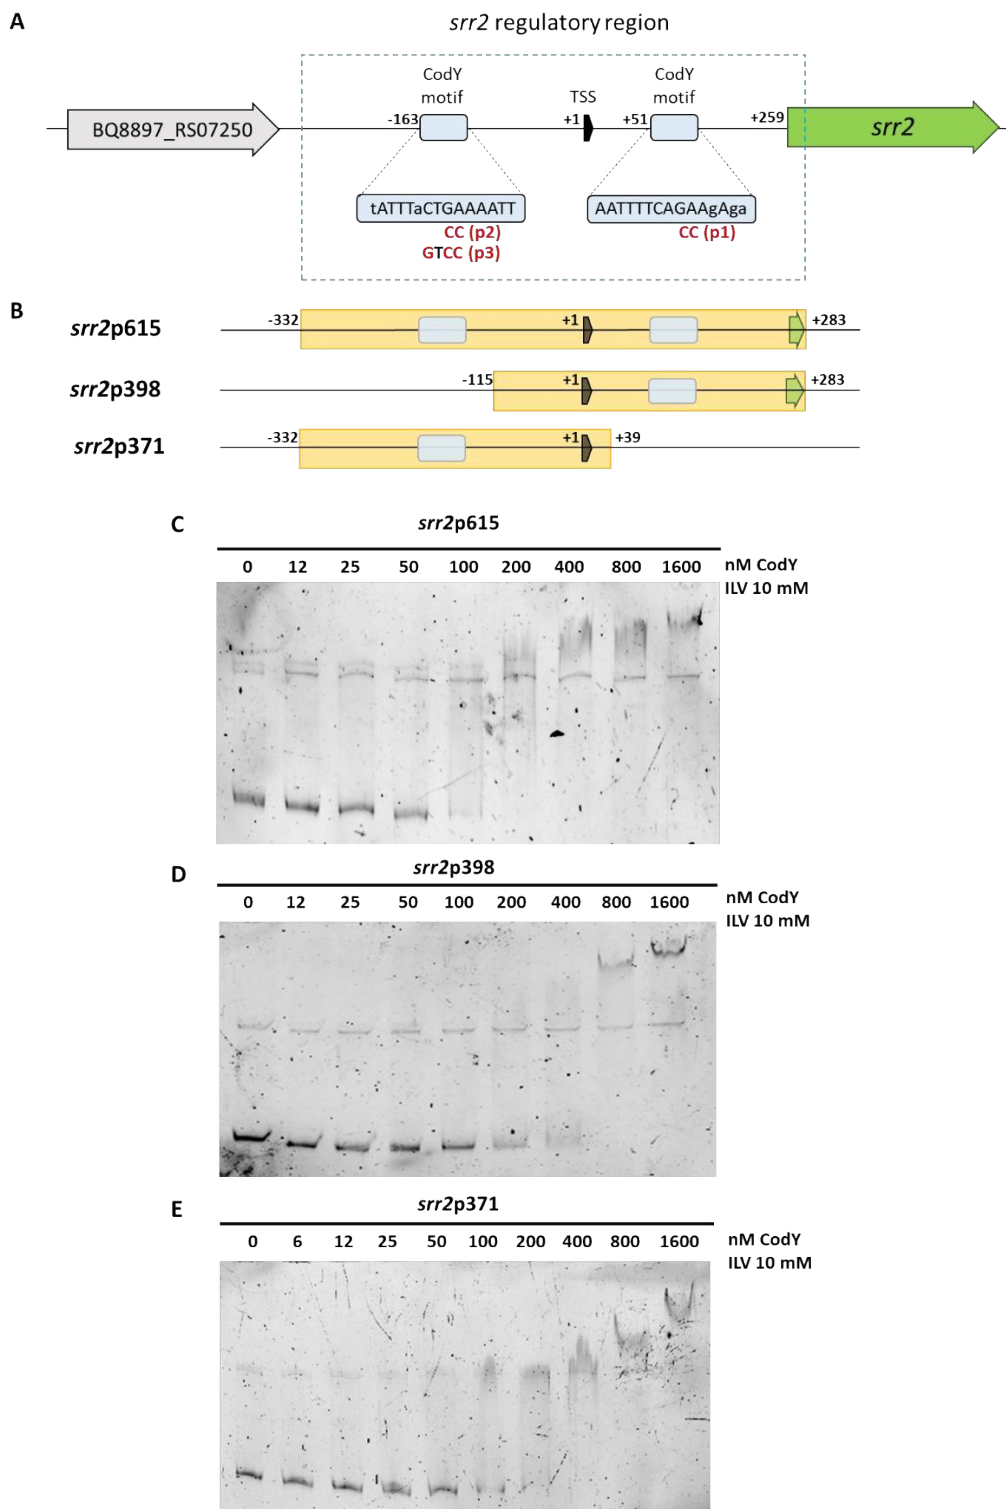 A
srr2 regulatory region
CodY motif
CodY motif
TSS
BQ8897_RS07250
-163
+1
+51
+259
srr2
tATTTaCTGAAAATT
AATTTTCAGAAgAga
CC (p2)
CC (p1)
GTCC (p3)
B
srr2p615
-332
+1
+283
srr2p398
-115
+1
+283
srr2p371
-332
+1
+39
C
srr2p615
0 12 25 50 100 200 400 800 1600 nM CodY
ILV 10 mM
D
srr2p398
0 12 25 50 100 200 400 800 1600 nM CodY
ILV 10 mM
E
srr2p371
0 6 12 25 50 100 200 400 800 1600 nM CodY
ILV 10 mM